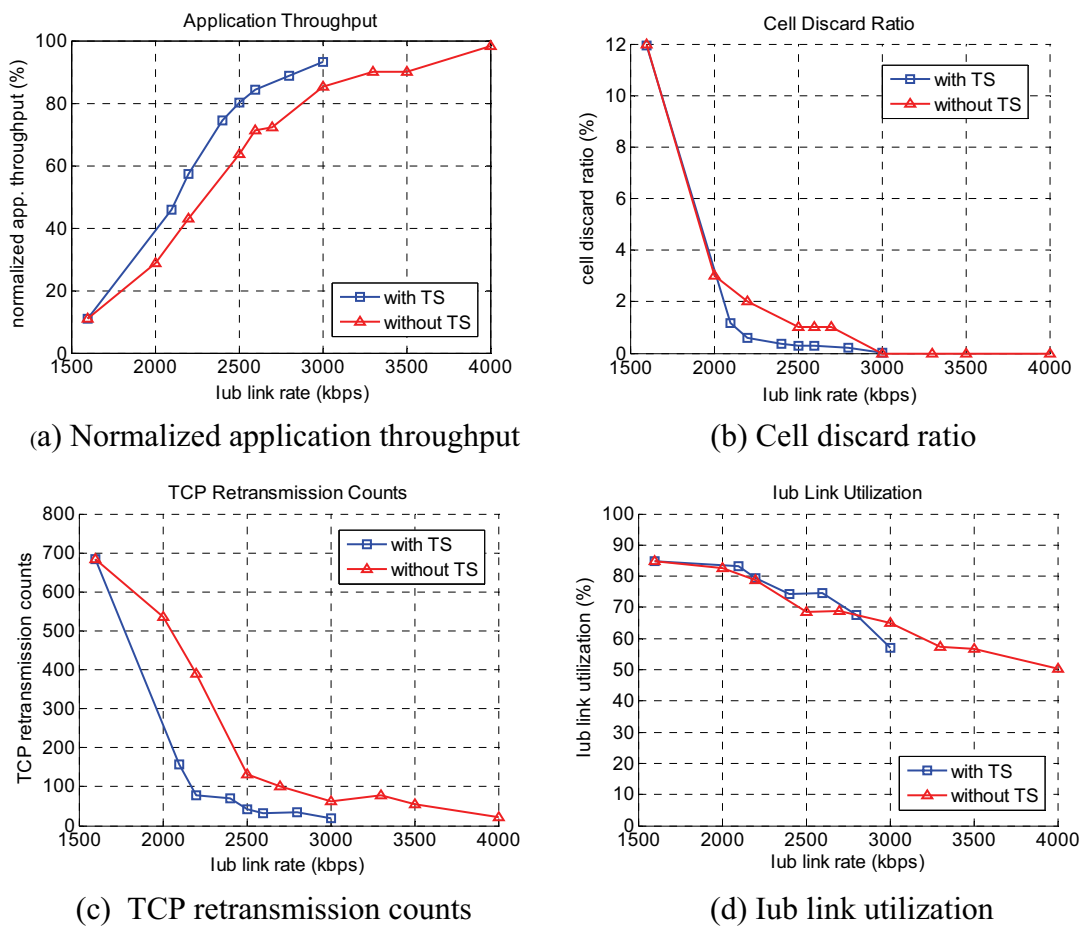 Application Throughput
normalized app. throughput (%)
100
80
60
40
20
0
with TS
without TS
1500 2000 2500 3000 3500 4000
Iub link rate (kbps)
(a) Normalized application throughput
Cell Discard Ratio
cell discard ratio (%)
12
10
8
6
4
2
0
with TS
without TS
1500 2000 2500 3000 3500 4000
Iub link rate (kbps)
(b) Cell discard ratio
TCP Retransmission Counts
TCP retransmission counts
800
700
600
500
400
300
200
100
0
with TS
without TS
1500 2000 2500 3000 3500 4000
Iub link rate (kbps)
(c) TCP retransmission counts
Iub Link Utilization
Iub link utilization (%)
100
90
80
70
60
50
40
30
20
10
0
with TS
without TS
1500 2000 2500 3000 3500 4000
Iub link rate (kbps)
(d) Iub link utilization